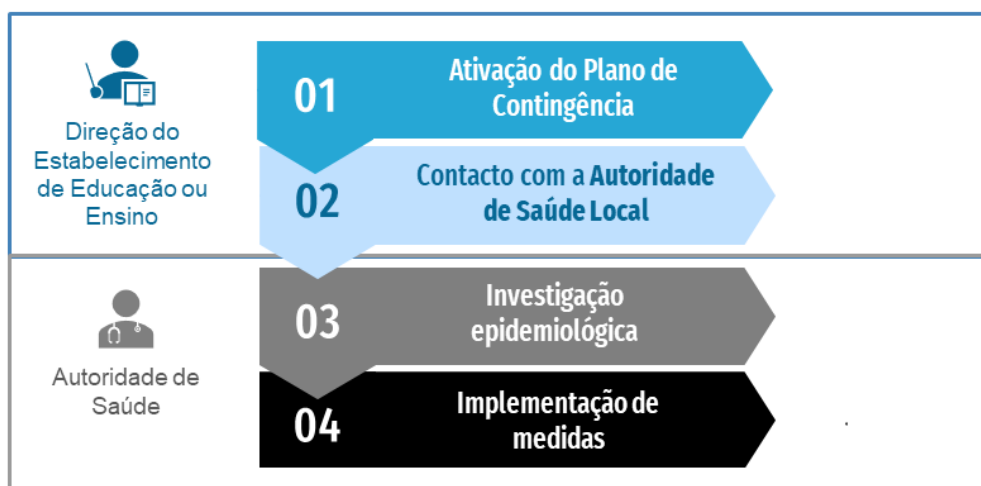 Direção do
Estabelecimento
de Educação ou
Ensino
01
Ativação do Plano de
Contingência
02
Contacto com a Autoridade
de Saúde Local
Autoridade de
Saúde
03
Investigação
epidemiológica
04
Implementação de
medidas
.